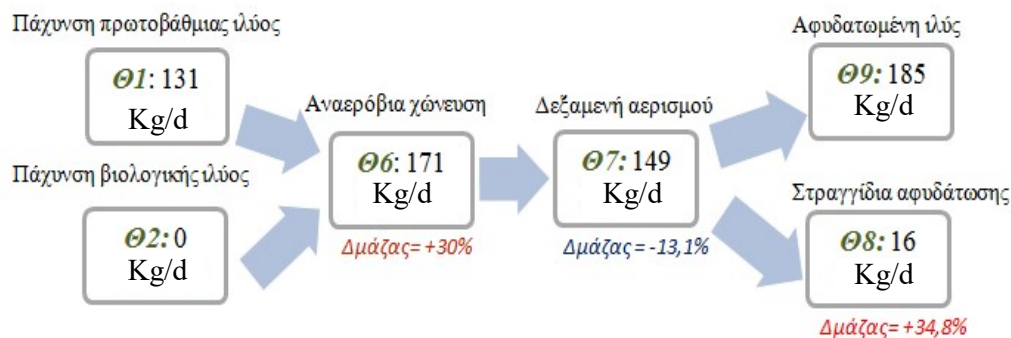 Πάχυνση πρωτοβάθμιας ιλύος
Θ1: 131
Kg/d
Πάχυνση βιολογικής ιλύος
Θ2: 0
Kg/d
Αναερόβια χώνευση
Θ6: 171
Kg/d
Δμάζας= +30%
Δεξαμενή αερισμού
Θ7: 149
Kg/d
Δμάζας = -13,1%
Αφυδατωμένη ιλύς
Θ9: 185
Kg/d
Στραγγίδια αφυδάτωσης
Θ8: 16
Kg/d
Δμάζας= +34,8%